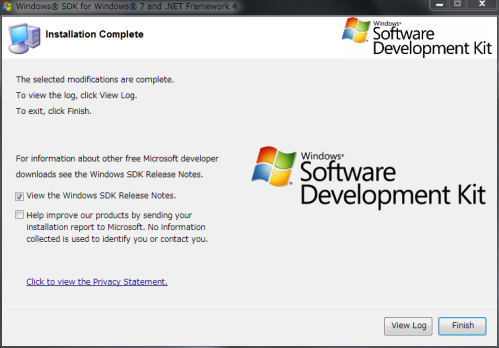 Windows® SDK for Windows® 7 and .NET Framework 4
Installation Complete
Windows®
Software
Development Kit
The selected modifications are complete.
To view the log, click View Log.
To exit, click Finish.
For information about other free Microsoft developer
downloads see the Windows SDK Release Notes.
View the Windows SDK Release Notes.
Help improve our products by sending your
installation report to Microsoft. No information
collected is used to identify you or contact you.
Click to view the Privacy Statement.
Windows®
Software
Development Kit
View Log
Finish